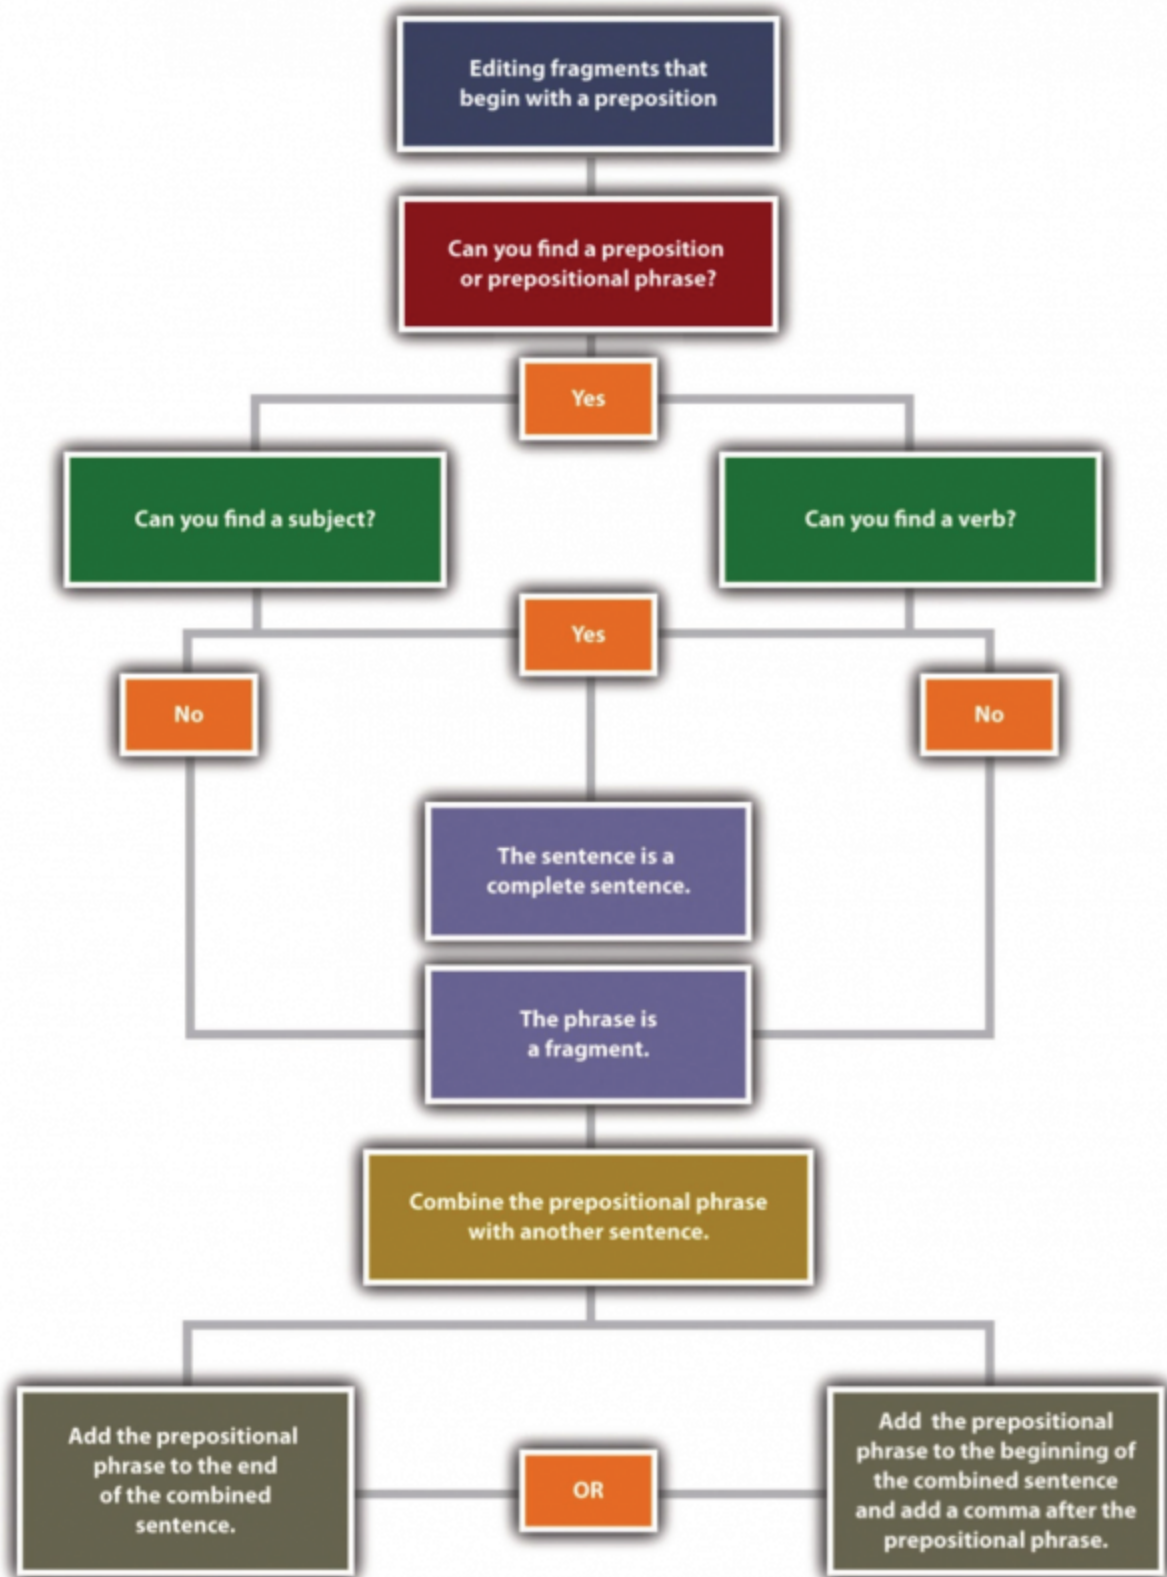 Editing fragments that
begin with a preposition
Can you find a preposition
or prepositional phrase?
Yes
Can you find a subject?
Can you find a verb?
Yes
No
No
The sentence is a
complete sentence.
The phrase is
a fragment.
Combine the prepositional phrase
with another sentence.
Add the prepositional
phrase to the end
of the combined
sentence.
OR
Add the prepositional
phrase to the beginning of
the combined sentence
and add a comma after the
prepositional phrase.